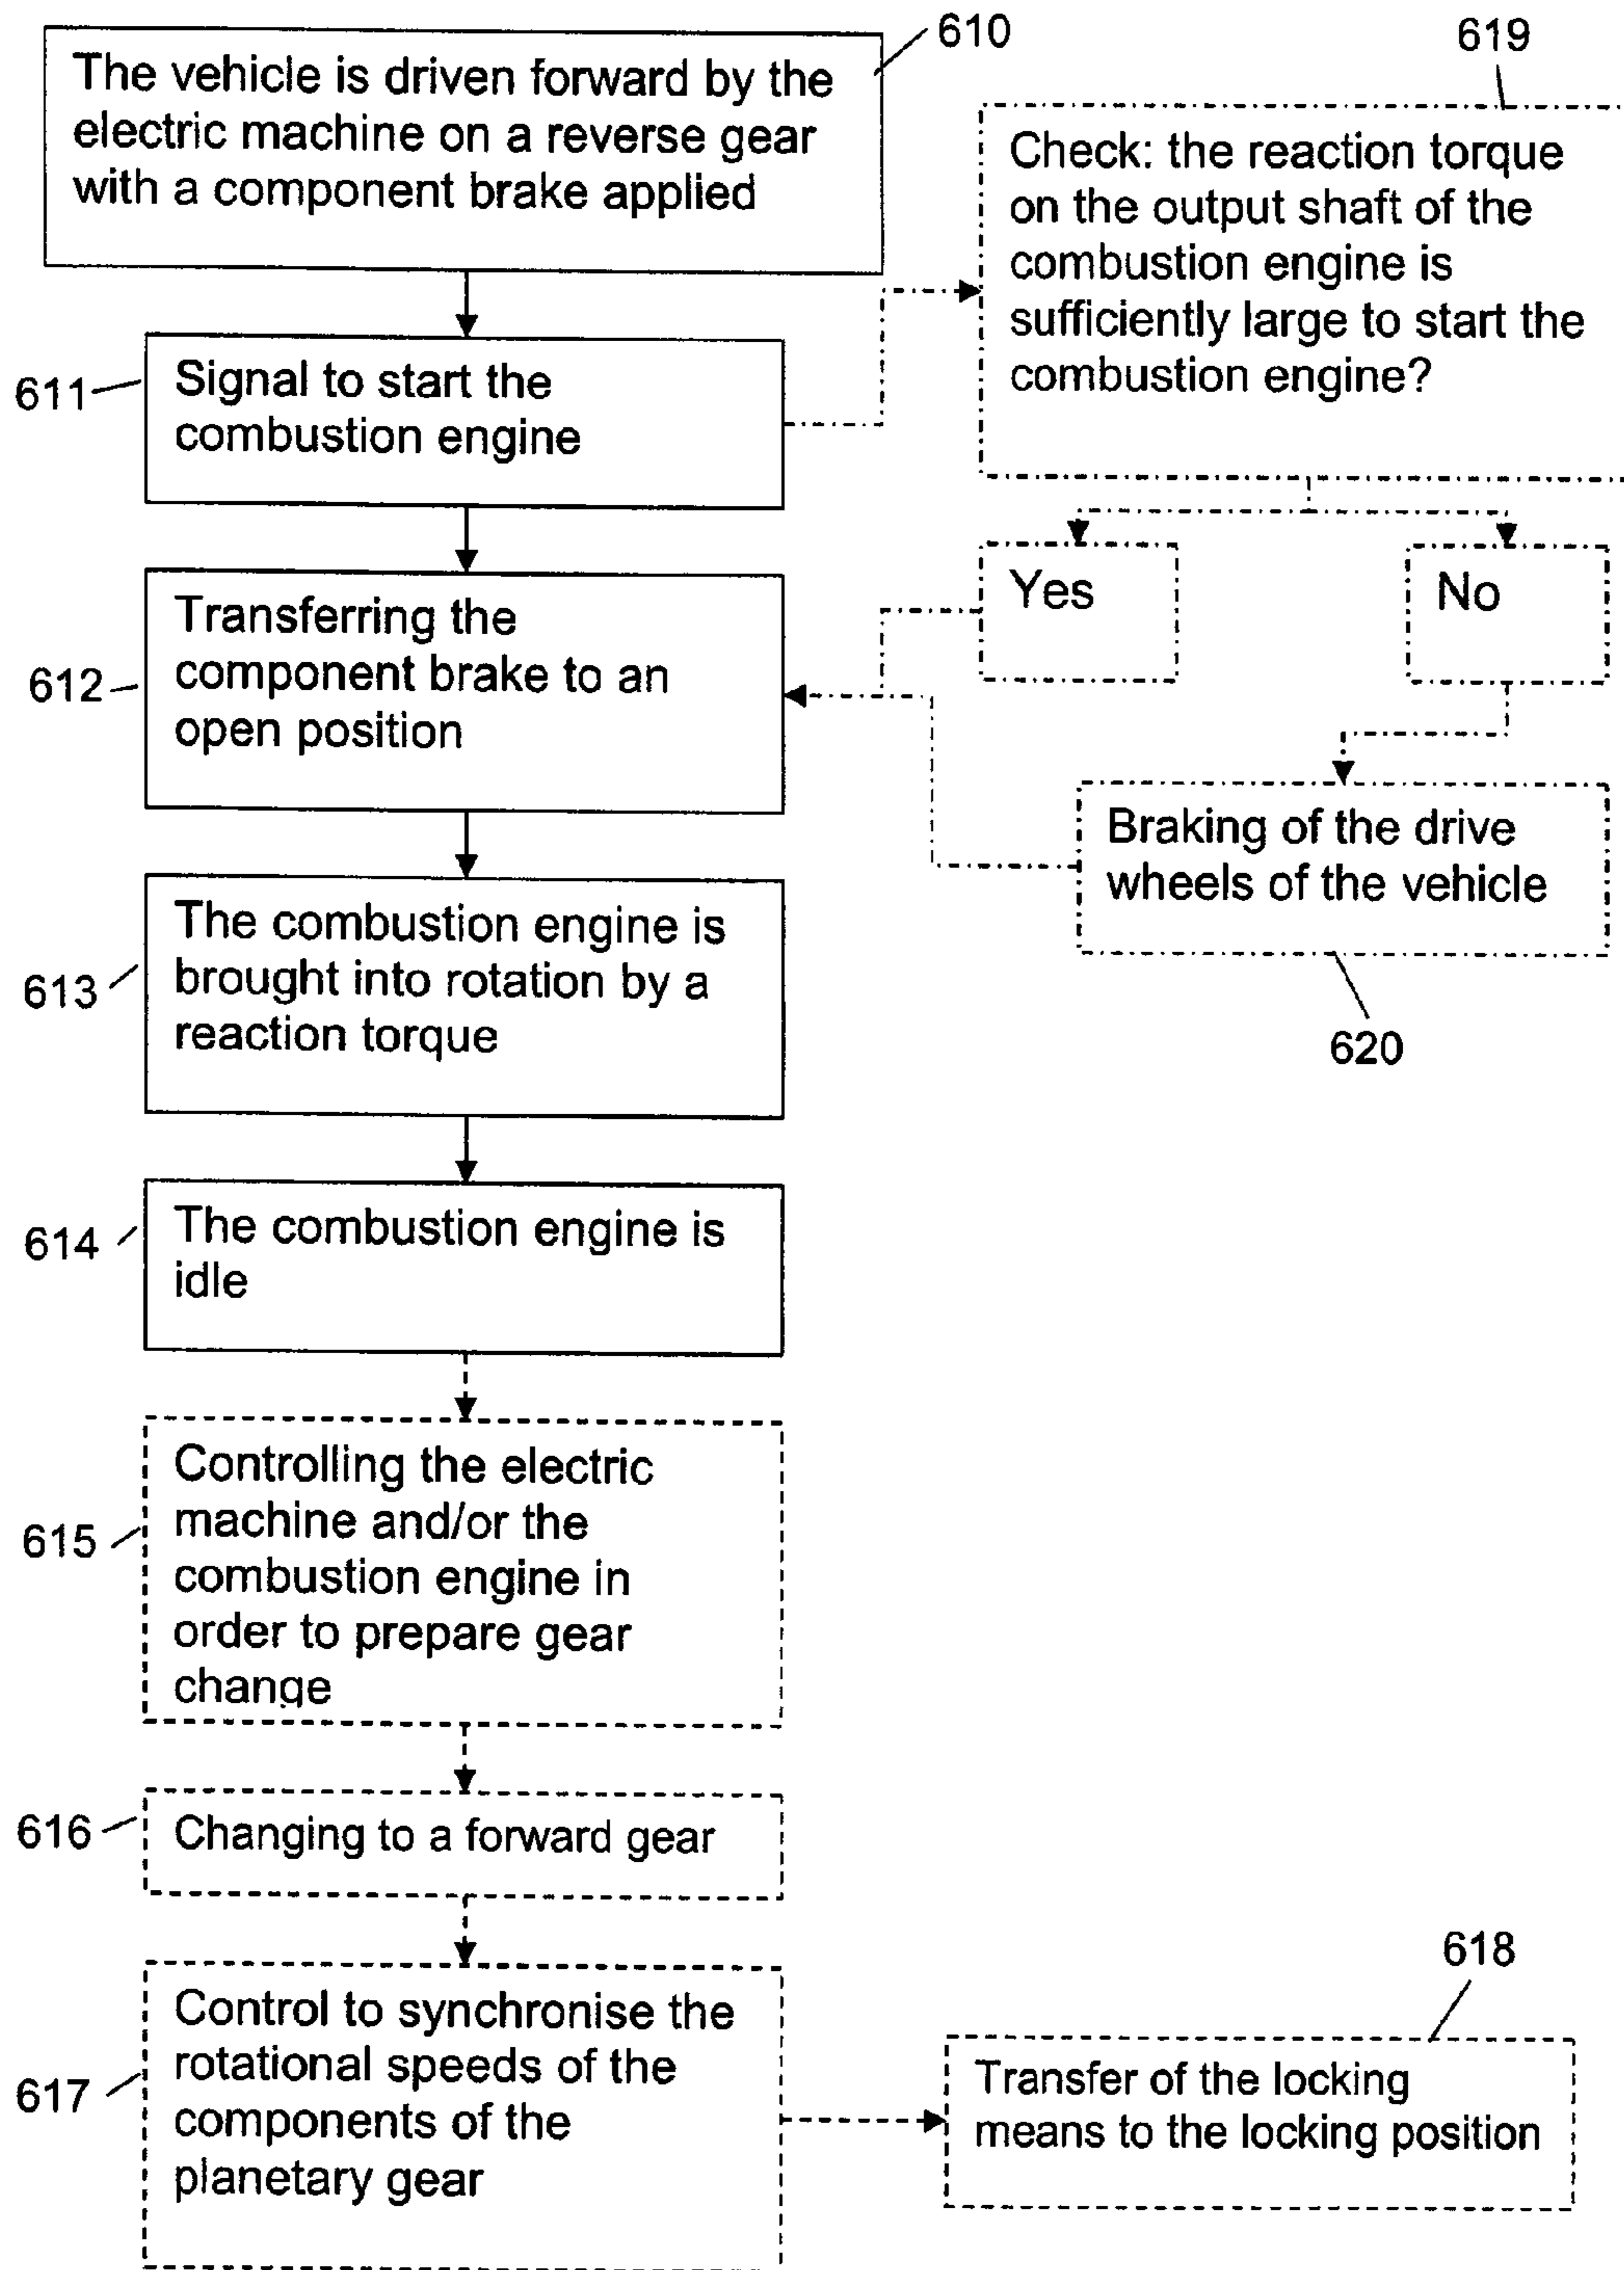 610
The vehicle is driven forward by the
electric machine on a reverse gear
with a component brake applied
611
Signal to start the
combustion engine
619
Check: the reaction torque
on the output shaft of the
combustion engine is
sufficiently large to start the
combustion engine?
Yes
No
612
Transferring the
component brake to an
open position
Braking of the drive
wheels of the vehicle
620
613
The combustion engine is
brought into rotation by a
reaction torque
614
The combustion engine is
idle
615
Controlling the electric
machine and/or the
combustion engine in
order to prepare gear
change
616
Changing to a forward gear
617
Control to synchronise the
rotational speeds of the
components of the
planetary gear
618
Transfer of the locking
means to the locking position